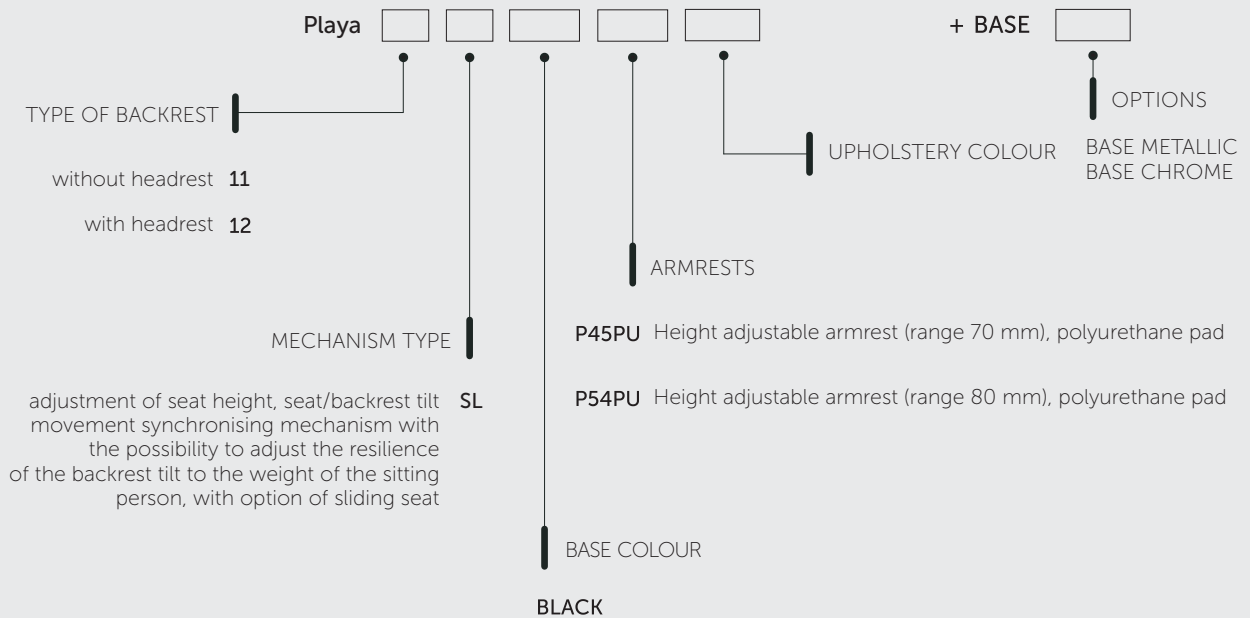 Playa + BASE
TYPE OF BACKREST
without headrest 11
with headrest 12
MECHANISM TYPE
adjustment of seat height, seat/backrest tilt SL
movement synchronising mechanism with
the possibility to adjust the resilience
of the backrest tilt to the weight of the sitting
person, with option of sliding seat
BASE COLOUR
BLACK
ARMRESTS
P45PU Height adjustable armrest (range 70 mm), polyurethane pad
P54PU Height adjustable armrest (range 80 mm), polyurethane pad
UPHOLSTERY COLOUR
OPTIONS
BASE METALLIC
BASE CHROME